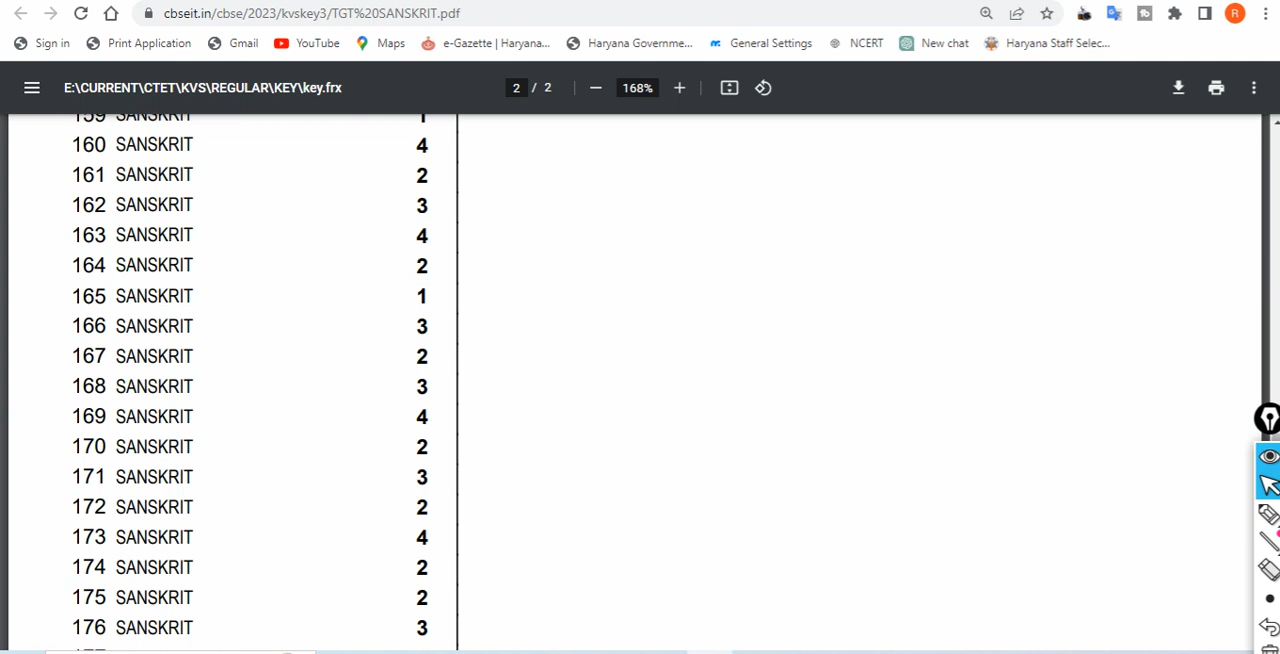 cbseit.in/cbse/2023/kvskey3/TGT%20SANSKRIT.pdf
R
Sign in Print Application Gmail YouTube Maps e-Gazette | Haryana... Haryana Governme... General Settings NCERT New chat Haryana Staff Selec...
E:\CURRENT\CTET\KVS\REGULAR\KEY\key.frx 2 / 2 168%
159 SANSKRIT 1
160 SANSKRIT 4
161 SANSKRIT 2
162 SANSKRIT 3
163 SANSKRIT 4
164 SANSKRIT 2
165 SANSKRIT 1
166 SANSKRIT 3
167 SANSKRIT 2
168 SANSKRIT 3
169 SANSKRIT 4
170 SANSKRIT 2
171 SANSKRIT 3
172 SANSKRIT 2
173 SANSKRIT 4
174 SANSKRIT 2
175 SANSKRIT 2
176 SANSKRIT 3